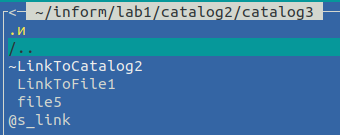 <─ ~/inform/lab1/catalog2/catalog3
.и
/..
~LinkToCatalog2
LinkToFile1
file5
@s_link